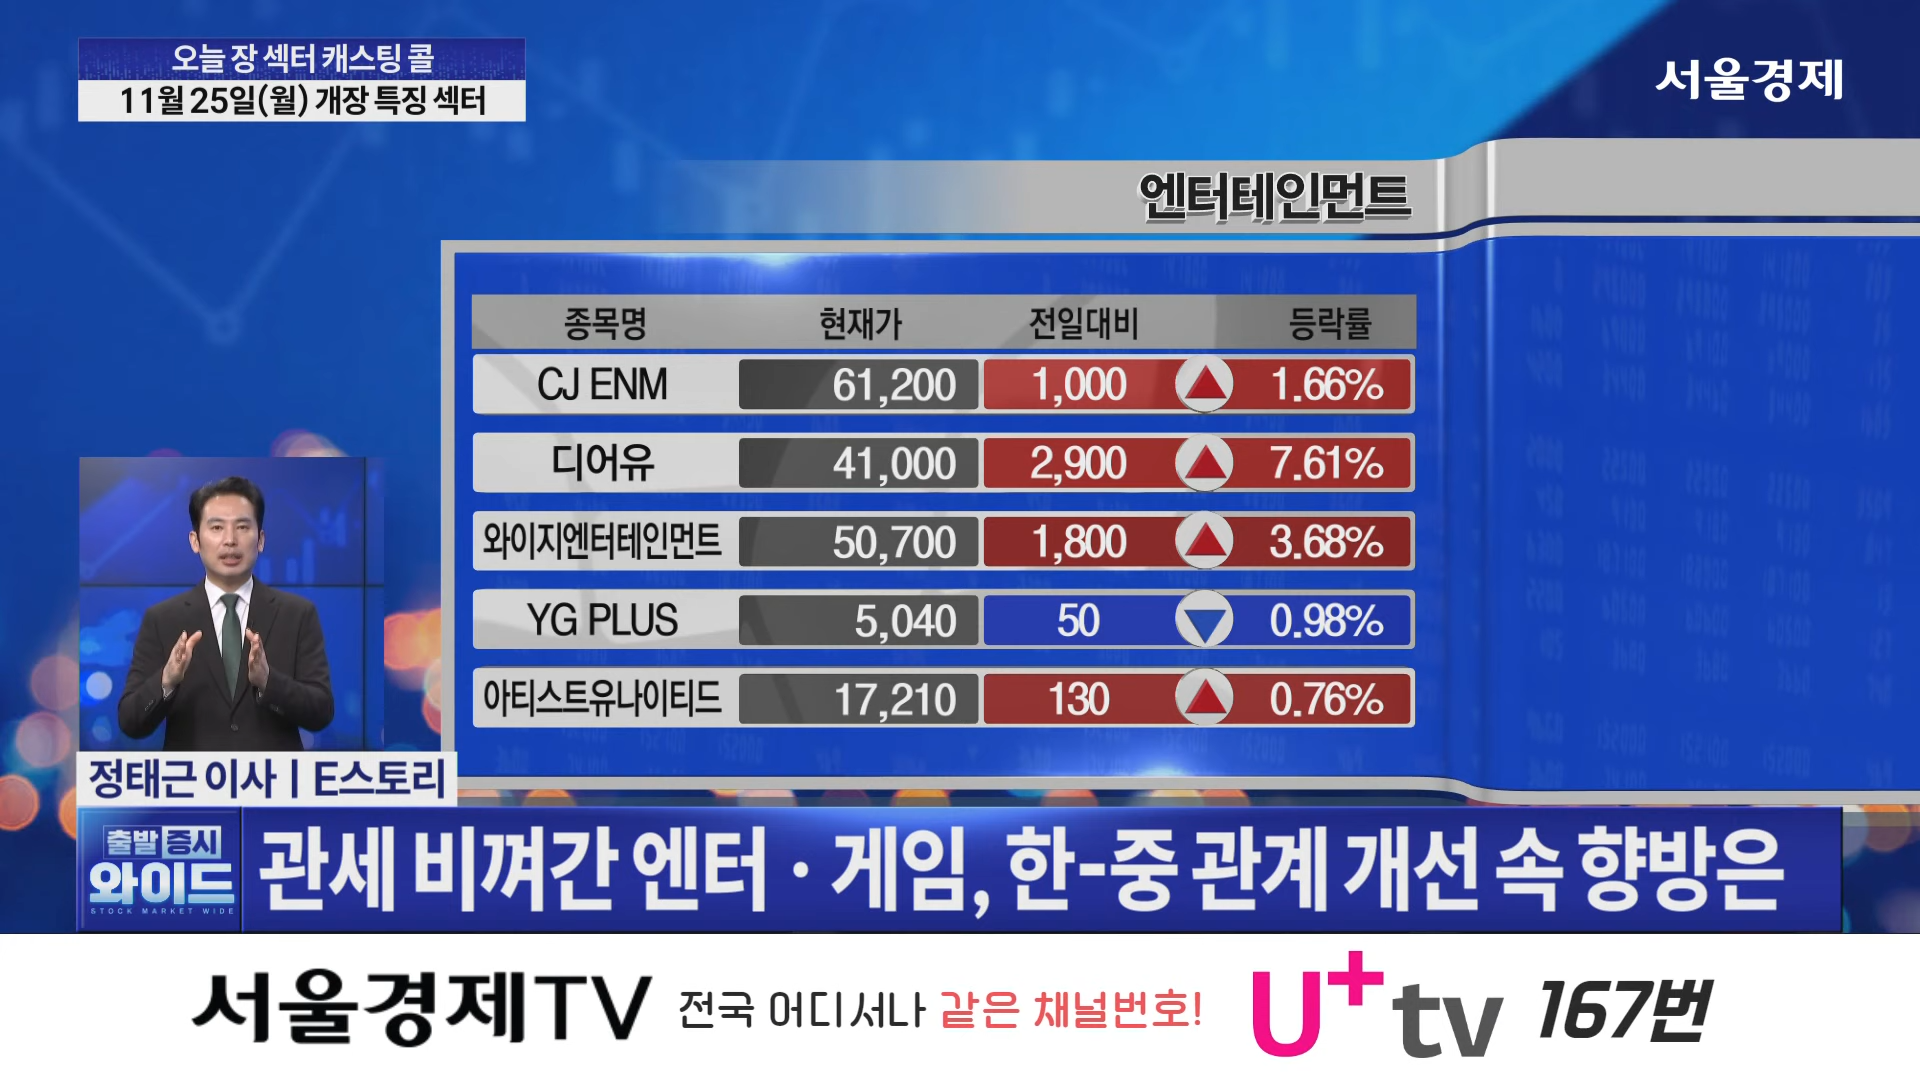 오늘 장 섹터 캐스팅 콜
11월 25일(월) 개장 특징 섹터
서울경제
엔터테인먼트
종목명 현재가 전일대비 등락률
CJ ENM 61,200 1,000 ▲ 1.66%
디어유 41,000 2,900 ▲ 7.61%
와이지엔터테인먼트 50,700 1,800 ▲ 3.68%
YG PLUS 5,040 50 ▼ 0.98%
아티스트유나이티드 17,210 130 ▲ 0.76%
정태근 이사 | E스토리
출발 증시
와이드
STOCK MARKET WIDE
관세 비껴간 엔터·게임, 한-중 관계 개선 속 향방은
서울경제TV 전국 어디서나 같은 채널번호! U+tv 167번